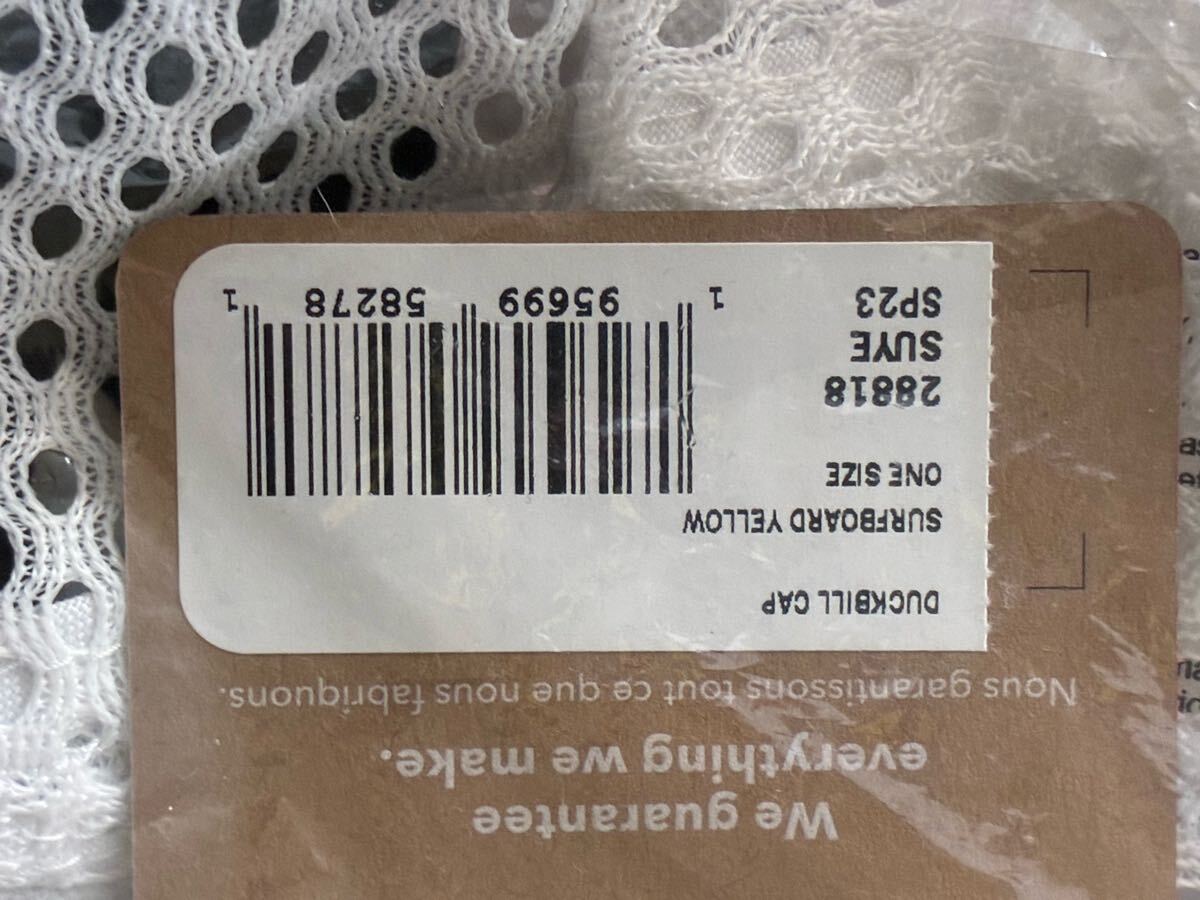 We guarantee
everything we make.
Nous garantissons tout ce que nous fabriquons.
DUCKBILL CAP
SURFBOARD YELLOW
ONE SIZE
28818
SUYE
SP23
1 95699 58278 1